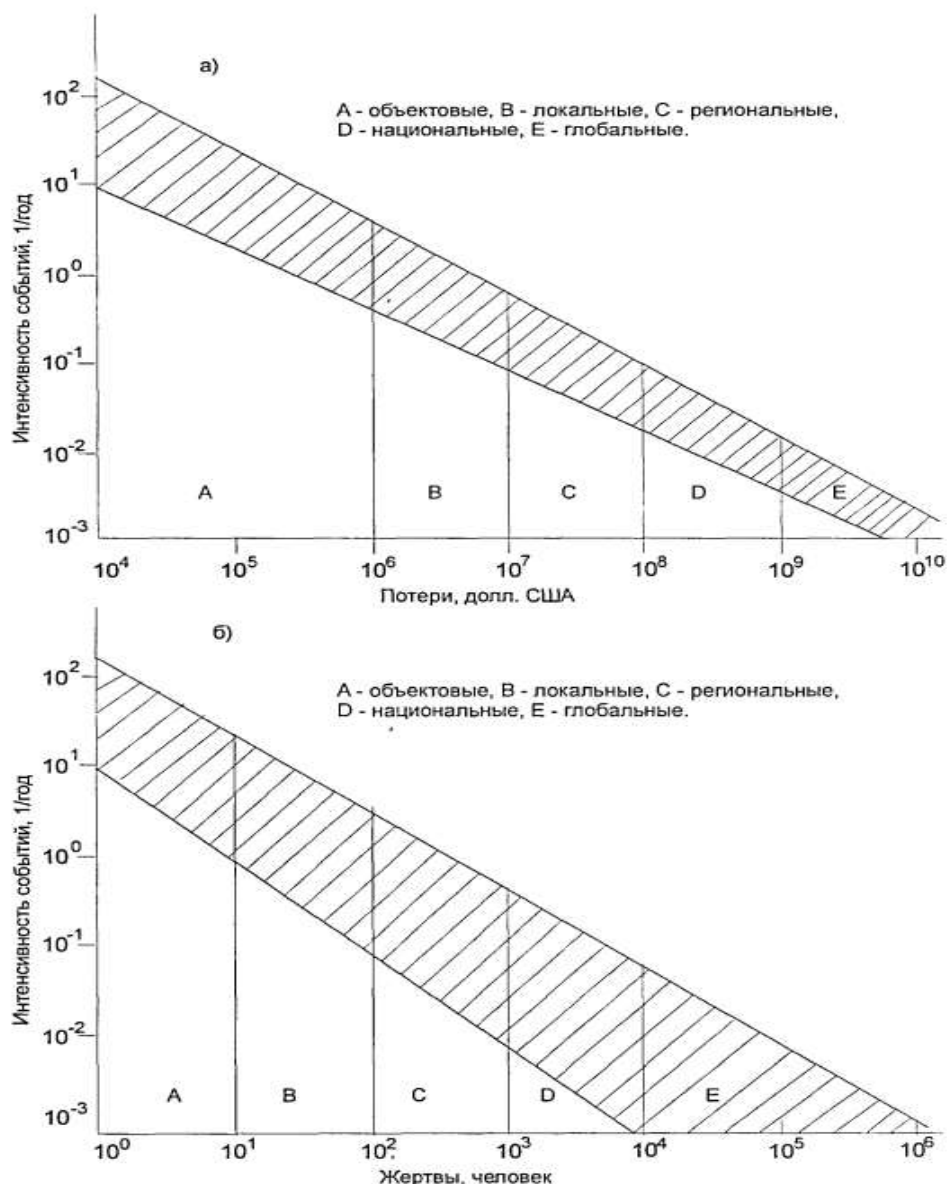 а)
А - объектовые, В - локальные, С - региональные,
D - национальные, Е - глобальные.
Интенсивность событий, 1/год
10²
10¹
10⁰
10⁻¹
10⁻²
10⁻³
A
B
C
D
E
10⁴ 10⁵ 10⁶ 10⁷ 10⁸ 10⁹ 10¹⁰
Потери, долл. США
б)
А - объектовые, В - локальные, С - региональные,
D - национальные, Е - глобальные.
Интенсивность событий, 1/год
10²
10¹
10⁰
10⁻¹
10⁻²
10⁻³
A
B
C
D
E
10⁰ 10¹ 10² 10³ 10⁴ 10⁵ 10⁶
Жертвы, человек